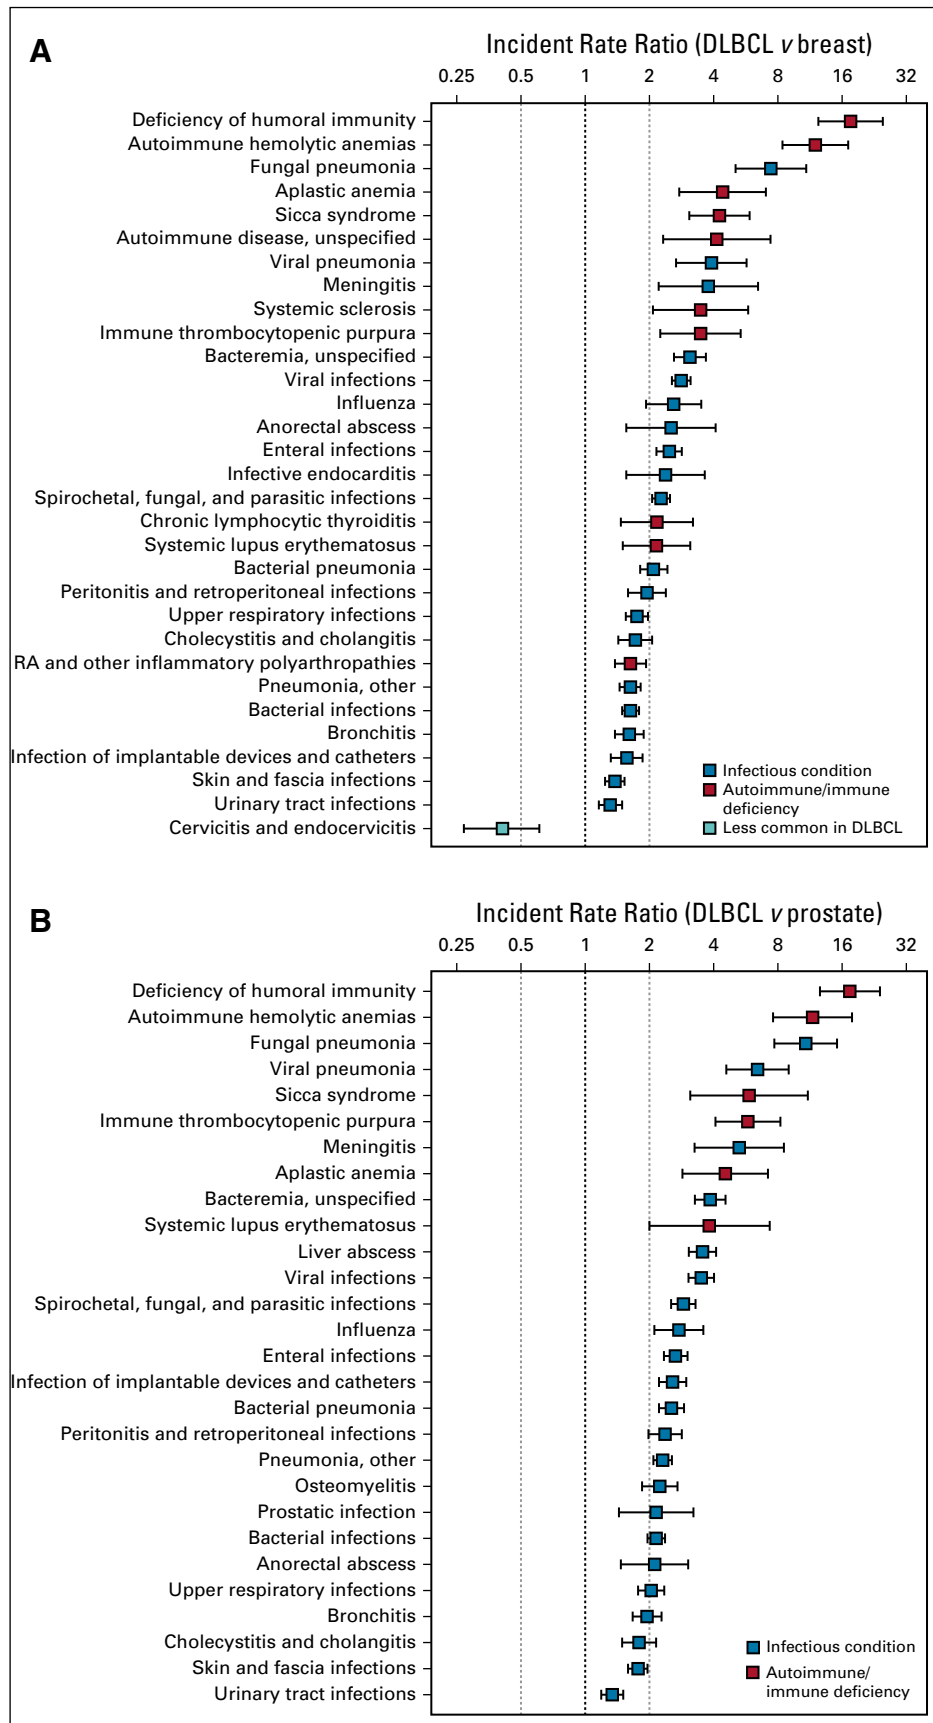 A
Incident Rate Ratio (DLBCL v breast)
0.25 0.5 1 2 4 8 16 32
Deficiency of humoral immunity
Autoimmune hemolytic anemias
Fungal pneumonia
Aplastic anemia
Sicca syndrome
Autoimmune disease, unspecified
Viral pneumonia
Meningitis
Systemic sclerosis
Immune thrombocytopenic purpura
Bacteremia, unspecified
Viral infections
Influenza
Anorectal abscess
Enteral infections
Infective endocarditis
Spirochetal, fungal, and parasitic infections
Chronic lymphocytic thyroiditis
Systemic lupus erythematosus
Bacterial pneumonia
Peritonitis and retroperitoneal infections
Upper respiratory infections
Cholecystitis and cholangitis
RA and other inflammatory polyarthropathies
Pneumonia, other
Bacterial infections
Bronchitis
Infection of implantable devices and catheters
Skin and fascia infections
Urinary tract infections
Cervicitis and endocervicitis
Infectious condition
Autoimmune/immune
deficiency
Less common in DLBCL
B
Incident Rate Ratio (DLBCL v prostate)
0.25 0.5 1 2 4 8 16 32
Deficiency of humoral immunity
Autoimmune hemolytic anemias
Fungal pneumonia
Viral pneumonia
Sicca syndrome
Immune thrombocytopenic purpura
Meningitis
Aplastic anemia
Bacteremia, unspecified
Systemic lupus erythematosus
Liver abscess
Viral infections
Spirochetal, fungal, and parasitic infections
Influenza
Enteral infections
Infection of implantable devices and catheters
Bacterial pneumonia
Peritonitis and retroperitoneal infections
Pneumonia, other
Osteomyelitis
Prostatic infection
Bacterial infections
Anorectal abscess
Upper respiratory infections
Bronchitis
Cholecystitis and cholangitis
Skin and fascia infections
Urinary tract infections
Infectious condition
Autoimmune/
immune deficiency